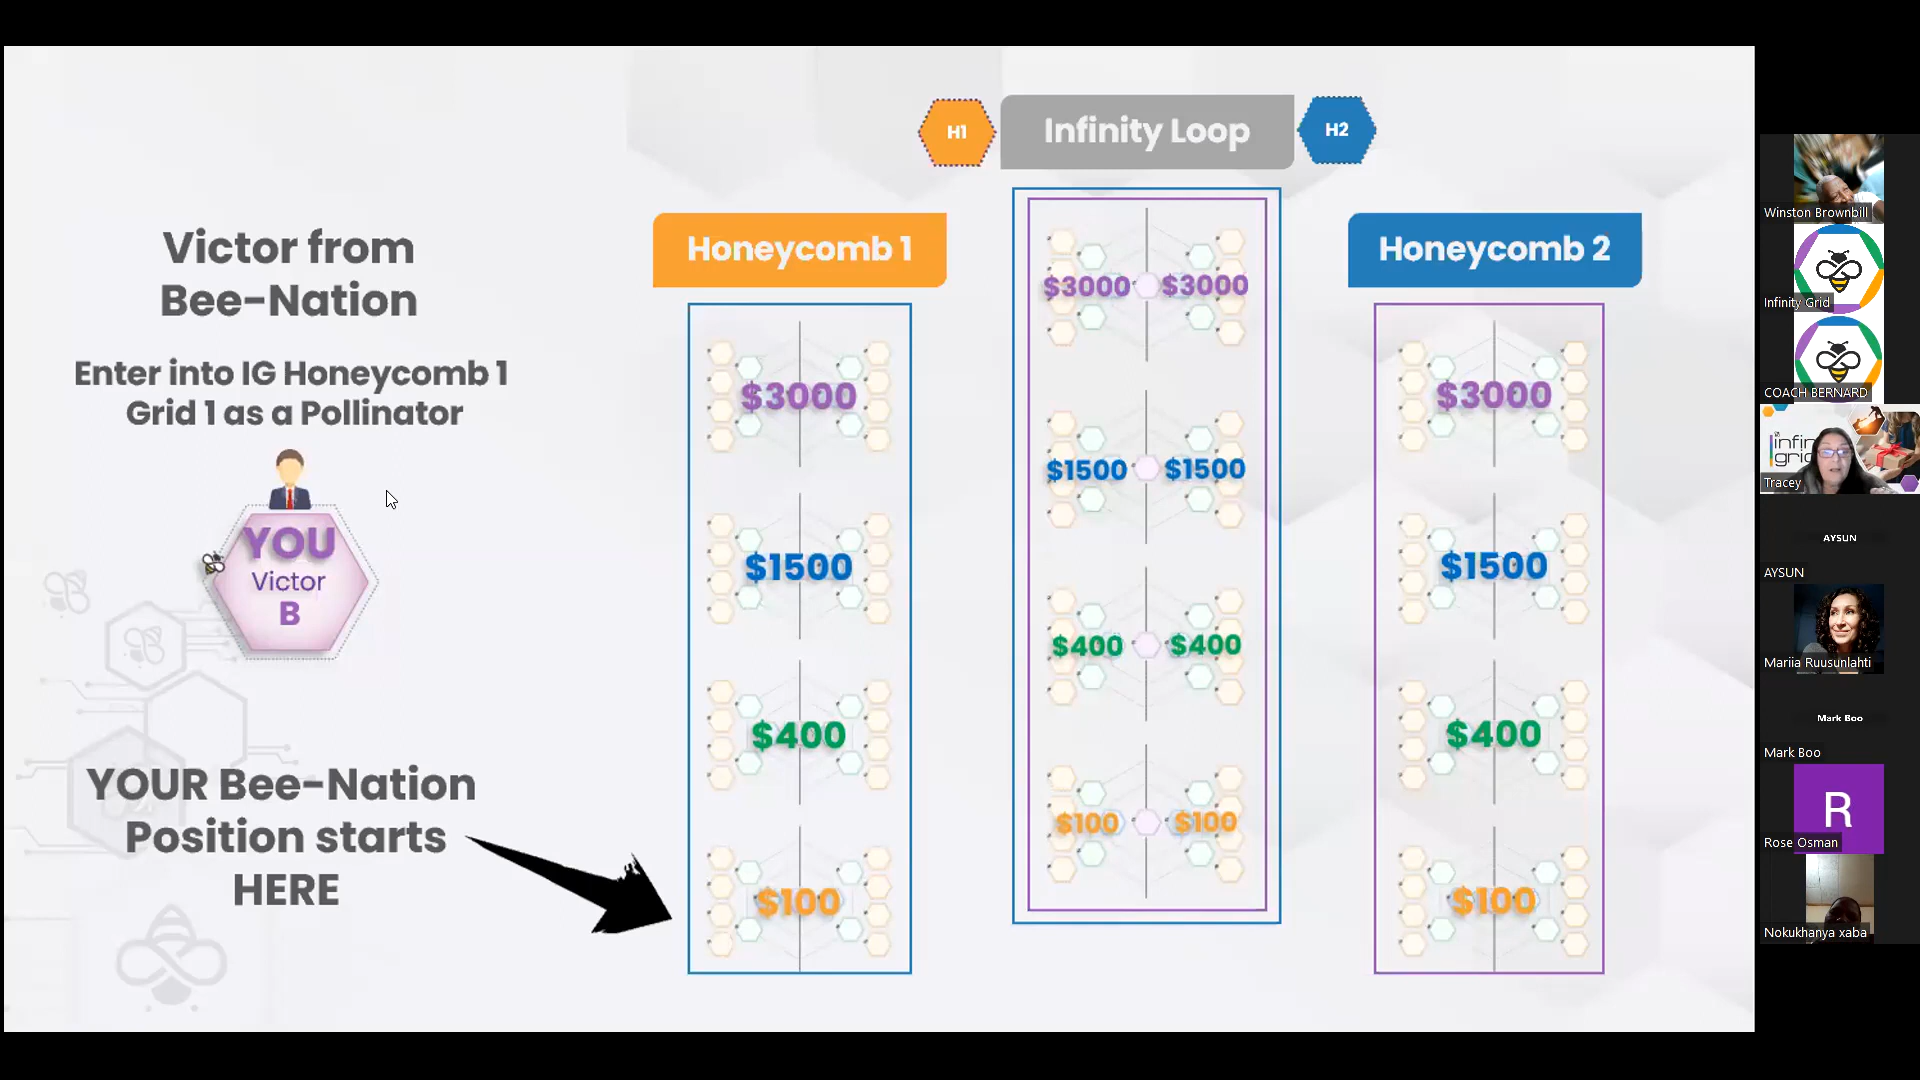 H1
Infinity Loop
H2
Victor from
Bee-Nation
Enter into IG Honeycomb 1
Grid 1 as a Pollinator
YOU
Victor
B
YOUR Bee-Nation
Position starts
HERE
Honeycomb 1
$3000
$1500
$400
$100
$3000 $3000
$1500 $1500
$400 $400
$100 $100
Honeycomb 2
$3000
$1500
$400
$100
Winston Brownbill
Infinity Grid
COACH BERNARD
Tracey
AYSUN
AYSUN
Mariia Ruusunlahti
Mark Boo
Mark Boo
R
Rose Osman
Nokukhanya xaba